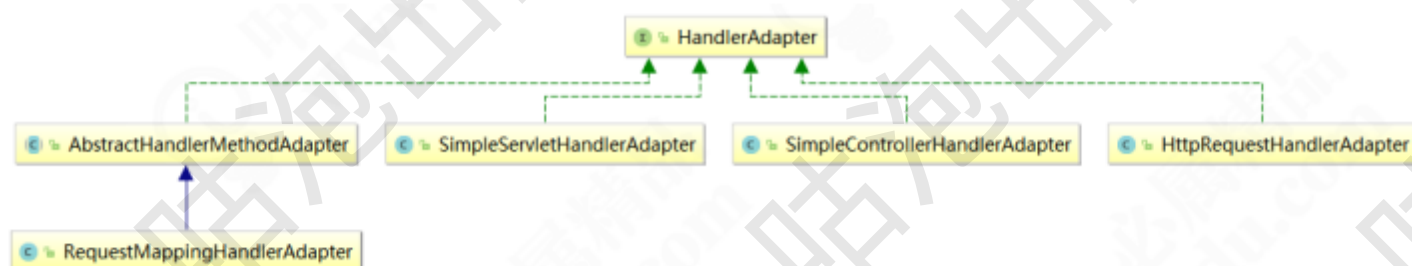 HandlerAdapter
AbstractHandlerMethodAdapter
SimpleServletHandlerAdapter
SimpleControllerHandlerAdapter
HttpRequestHandlerAdapter
RequestMappingHandlerAdapter